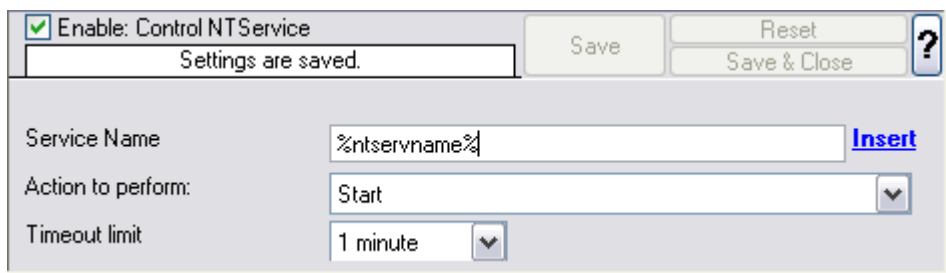 Enable: Control NTService
Settings are saved.
Save
Reset
Save & Close
?
Service Name
%ntservname%
Insert
Action to perform:
Start
Timeout limit
1 minute